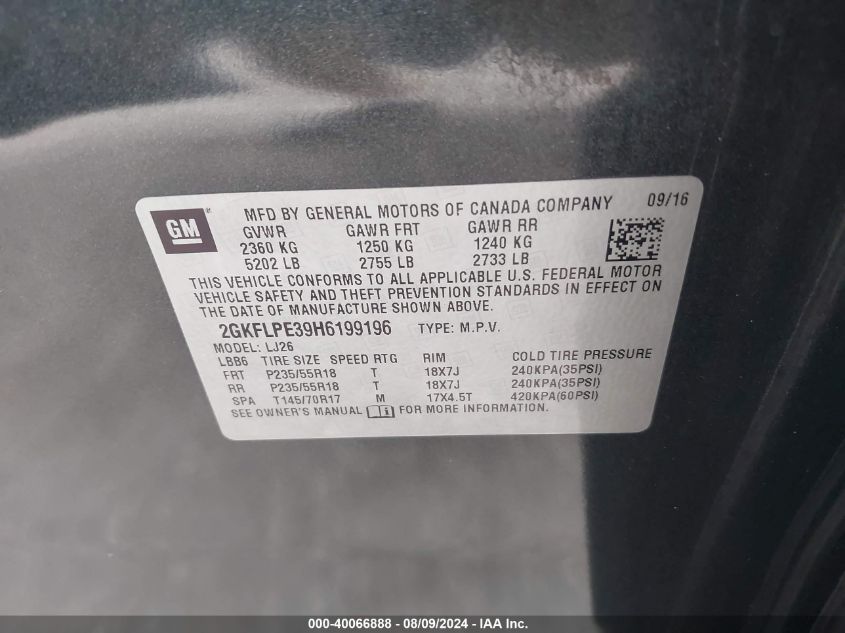 GM
MFD BY GENERAL MOTORS OF CANADA COMPANY 09/16
GVWR GAWR FRT GAWR RR
2360 KG 1250 KG 1240 KG
5202 LB 2755 LB 2733 LB
THIS VEHICLE CONFORMS TO ALL APPLICABLE U.S. FEDERAL MOTOR
VEHICLE SAFETY AND THEFT PREVENTION STANDARDS IN EFFECT ON
THE DATE OF MANUFACTURE SHOWN ABOVE.
2GKFLPE39H6199196 TYPE: M.P.V.
MODEL: LJ26
LBB6 TIRE SIZE SPEED RTG RIM COLD TIRE PRESSURE
FRT P235/55R18 T 18X7J 240KPA(35PSI)
RR P235/55R18 T 18X7J 240KPA(35PSI)
SPA T145/70R17 M 17X4.5T 420KPA(60PSI)
SEE OWNER'S MANUAL FOR MORE INFORMATION.
000-40066888 - 08/09/2024 - IAA Inc.